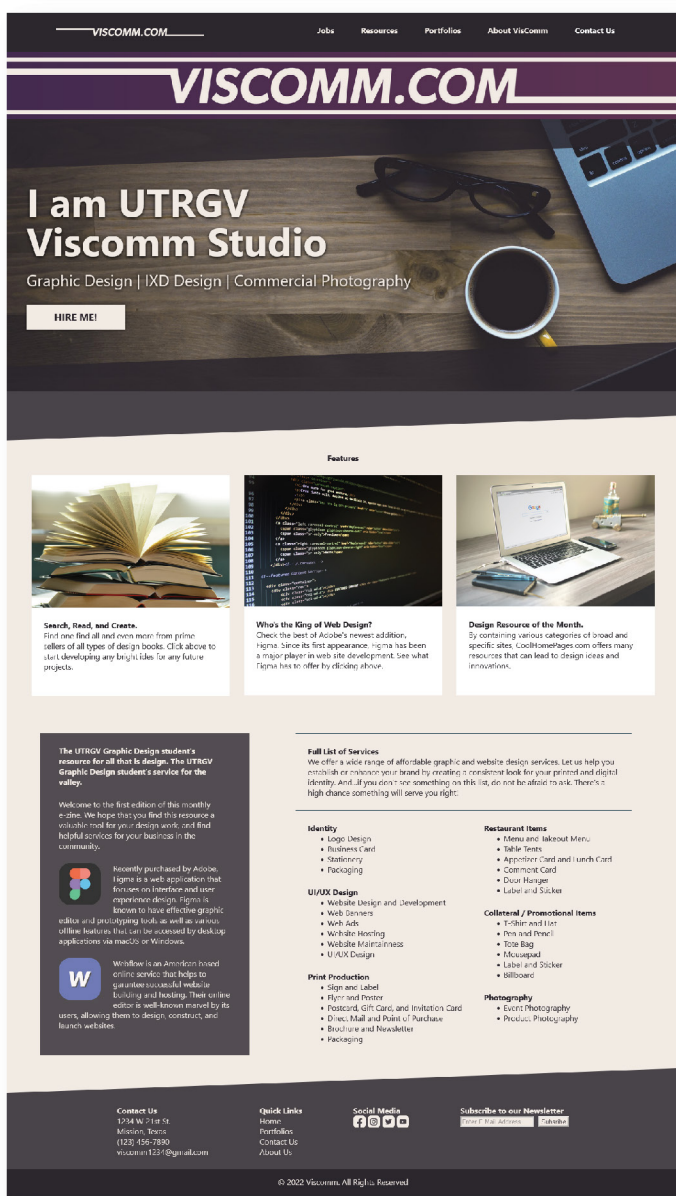 VISCOMM.COM
Jobs Resources Portfolios About VisComm Contact Us
VISCOMM.COM
I am UTRGV
Viscomm Studio
Graphic Design | IXD Design | Commercial Photography
HIRE ME!
Features
Google
Search, Read, and Create.
Find one find all and even more from prime
sellers of all types of design books. Click above to
start developing any bright ides for any future
projects.
Who's the King of Web Design?
Check the best of Adobe's newest addition,
Figma. Since its first appearance, Figma has been
a major player in web site development. See what
Figma has to offer by clicking above.
Design Resource of the Month.
By containing various categories of broad and
specific sites, CoolHomePages.com offers many
resources that can lead to design ideas and
innovations.
The UTRGV Graphic Design student's
resource for all that is design. The UTRGV
Graphic Design student's service for the
valley.
Welcome to the first edition of this monthly
e-zine. We hope that you find this resource a
valuable tool for your design work, and find
helpful services for your business in the
community.
Recently purchased by Adobe,
Figma is a web application that
focuses on interface and user
experience design. Figma is
known to have effective graphic
editor and prototyping tools as well as various
offline features that can be accessed by desktop
applications via macOS or Windows.
W
Webflow is an American based
online service that helps to
garuntee successful website
building and hosting. Their online
editor is well-known marvel by its
users, allowing them to design, construct, and
launch websites.
Full List of Services
We offer a wide range of affordable graphic and website design services. Let us help you
establish or enhance your brand by creating a consistent look for your printed and digital
identity. And...if you don't see something on this list, do not be afraid to ask. There's a
high chance something will serve you right!
Identity
• Logo Design
• Business Card
• Stationery
• Packaging
UI/UX Design
• Website Design and Development
• Web Banners
• Web Ads
• Website Hosting
• Website Maintainness
• UI/UX Design
Print Production
• Sign and Label
• Flyer and Poster
• Postcard, Gift Card, and Invitation Card
• Direct Mail and Point of Purchase
• Brochure and Newsletter
• Packaging
Restaurant Items
• Menu and Takeout Menu
• Table Tents
• Appetizer Card and Lunch Card
• Comment Card
• Door Hanger
• Label and Sticker
Collateral / Promotional Items
• T-Shirt and Hat
• Pen and Pencil
• Tote Bag
• Mousepad
• Label and Sticker
• Billboard
Photography
• Event Photography
• Product Photography
Contact Us
1234 W 21st St.
Mission, Texas
(123) 456-7890
viscomm1234@gmail.com
Quick Links
Home
Portfolios
Contact Us
About Us
Social Media
Subscribe to our Newsletter
Enter E-Mail Address
© 2022 Viscomm. All Rights Reserved